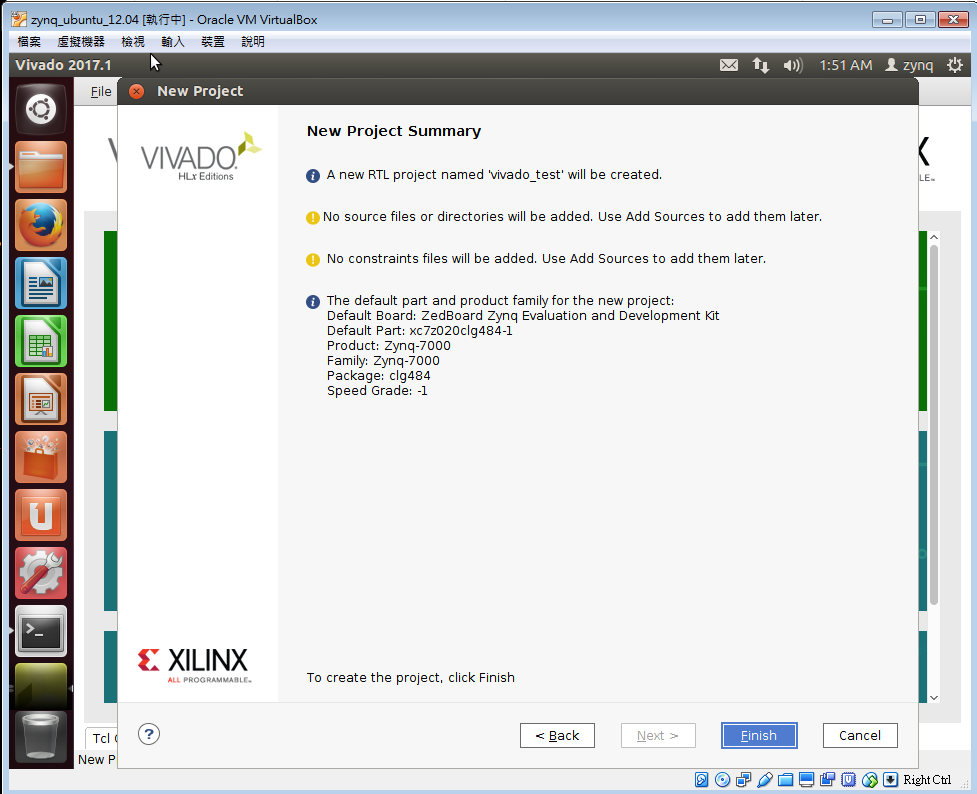 zynq_ubuntu_12.04 [執行中] - Oracle VM VirtualBox
檔案 虛擬機器 檢視 輸入 裝置 說明
Vivado 2017.1 1:51 AM zynq
File New Project
VIVADO.
HLx Editions
New Project Summary
A new RTL project named 'vivado_test' will be created.
No source files or directories will be added. Use Add Sources to add them later.
No constraints files will be added. Use Add Sources to add them later.
The default part and product family for the new project:
Default Board: ZedBoard Zynq Evaluation and Development Kit
Default Part: xc7z020clg484-1
Product: Zynq-7000
Family: Zynq-7000
Package: clg484
Speed Grade: -1
XILINX
ALL PROGRAMMABLE™
To create the project, click Finish
? < Back Next > Finish Cancel
Tcl
New P
Right Ctrl